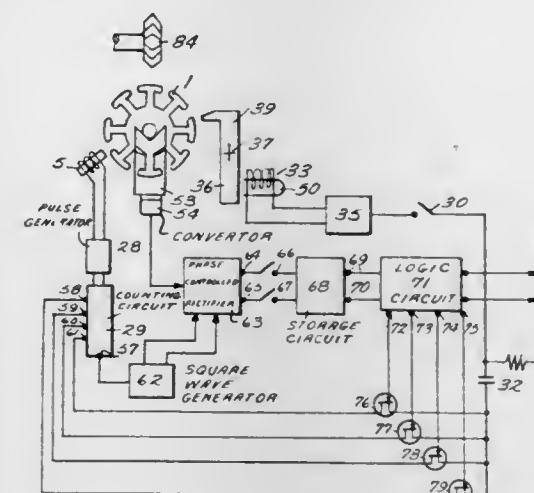 84
1
39
37
5
33
50
36
30
35
53
54
PULSE
GENERATOR
28
CONVERTOR
64
66
69
PHASE
CONTROLLED
RECTIFIER
65
67
68
70
LOGIC
71
CIRCUIT
58
59
60
61
COUNTING
CIRCUIT
29
57
63
STORAGE
CIRCUIT
72
73
74
75
62
SQUARE
WAVE
GENERATOR
32
76
77
78
79